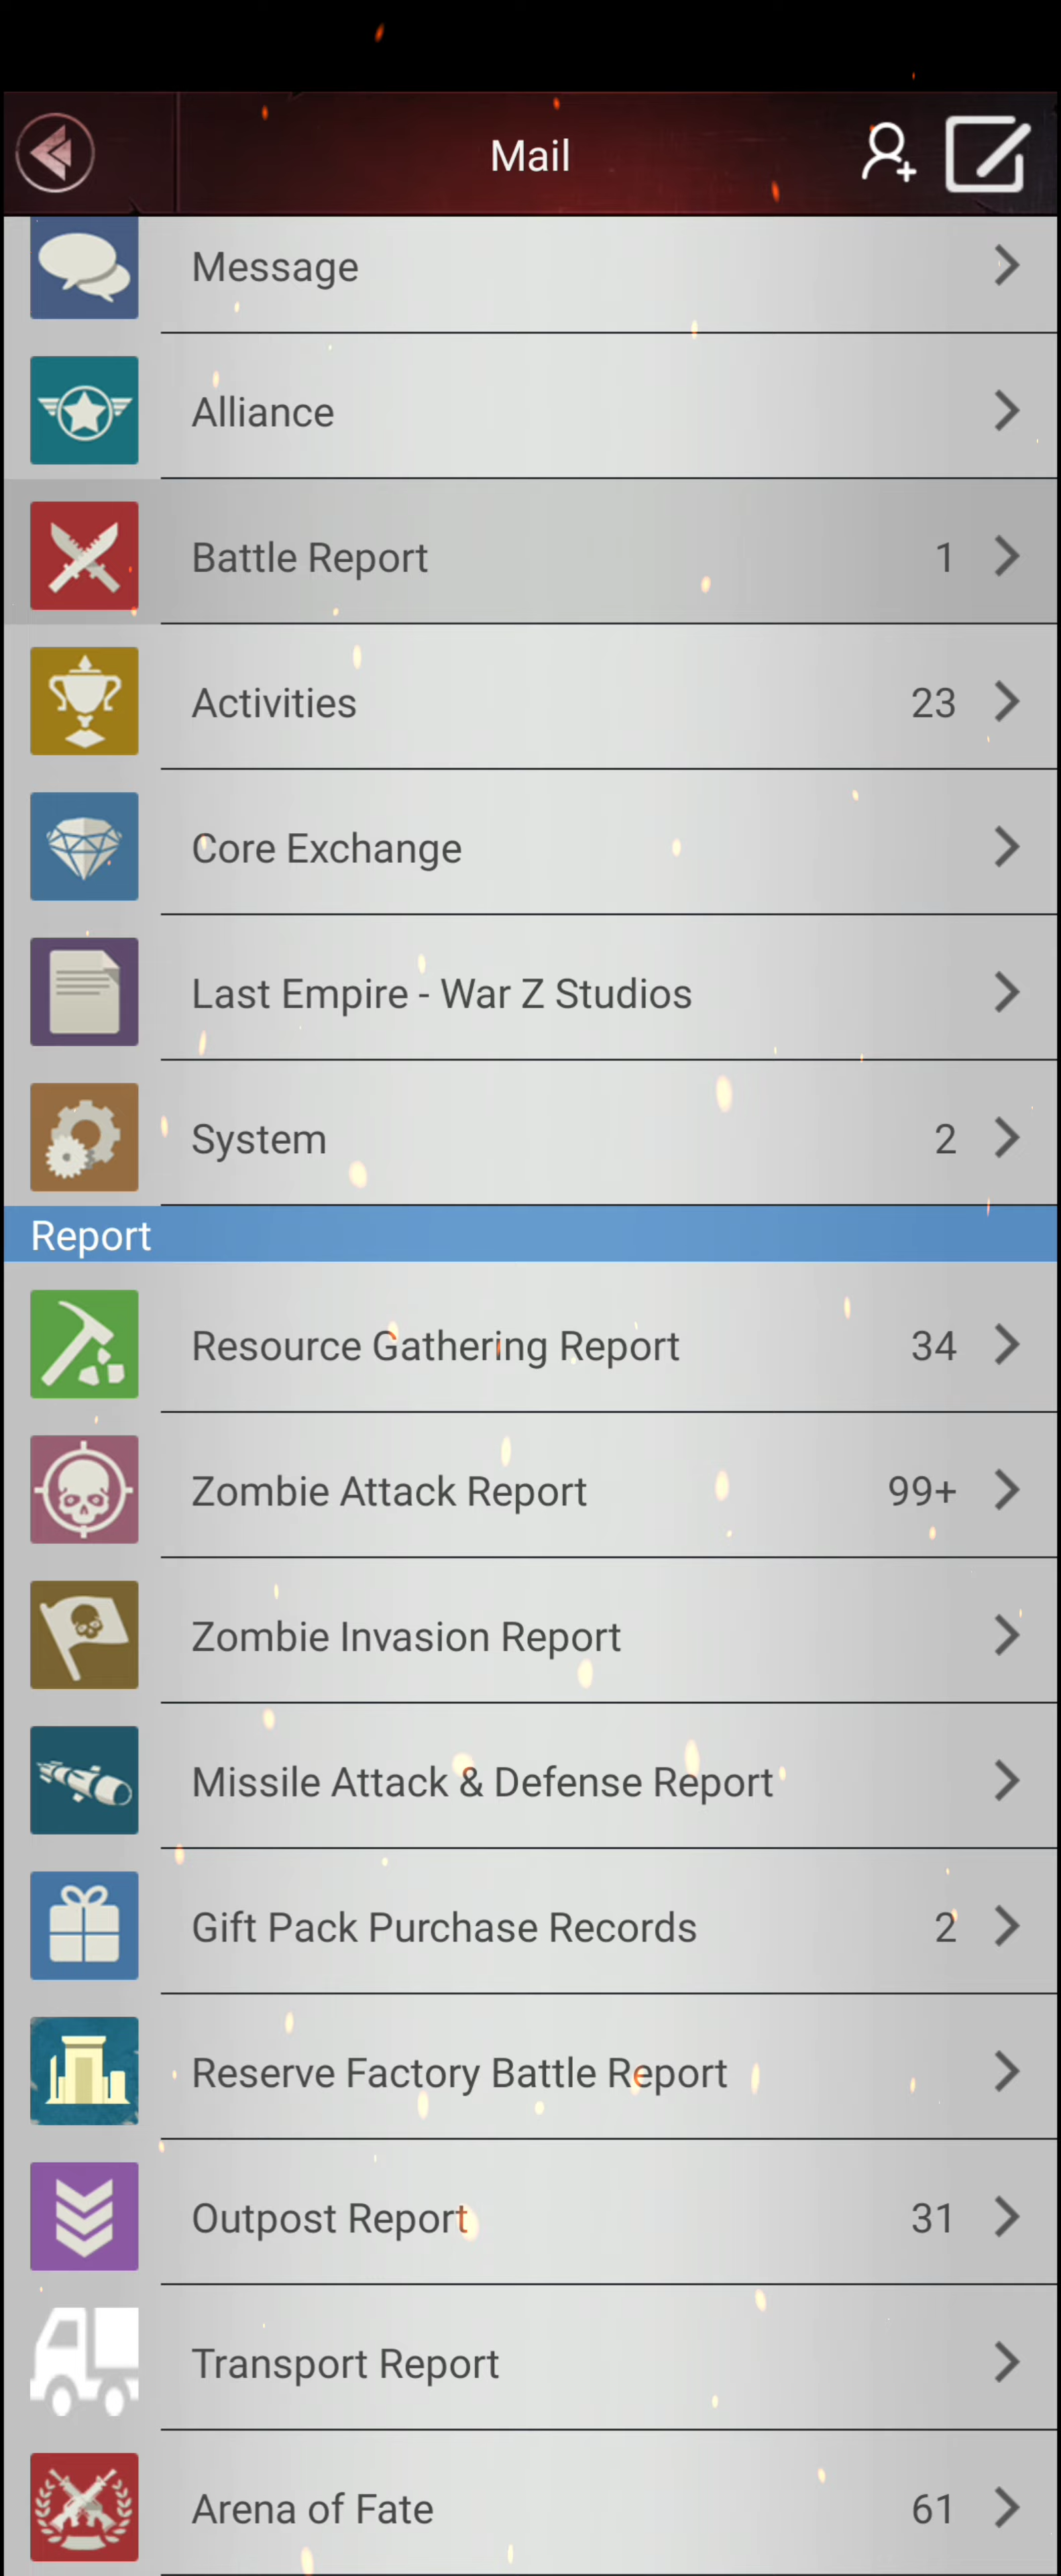 Mail
Message
Alliance
Battle Report 1
Activities 23
Core Exchange
Last Empire - War Z Studios
System 2
Report
Resource Gathering Report 34
Zombie Attack Report 99+
Zombie Invasion Report
Missile Attack & Defense Report
Gift Pack Purchase Records 2
Reserve Factory Battle Report
Outpost Report 31
Transport Report
Arena of Fate 61